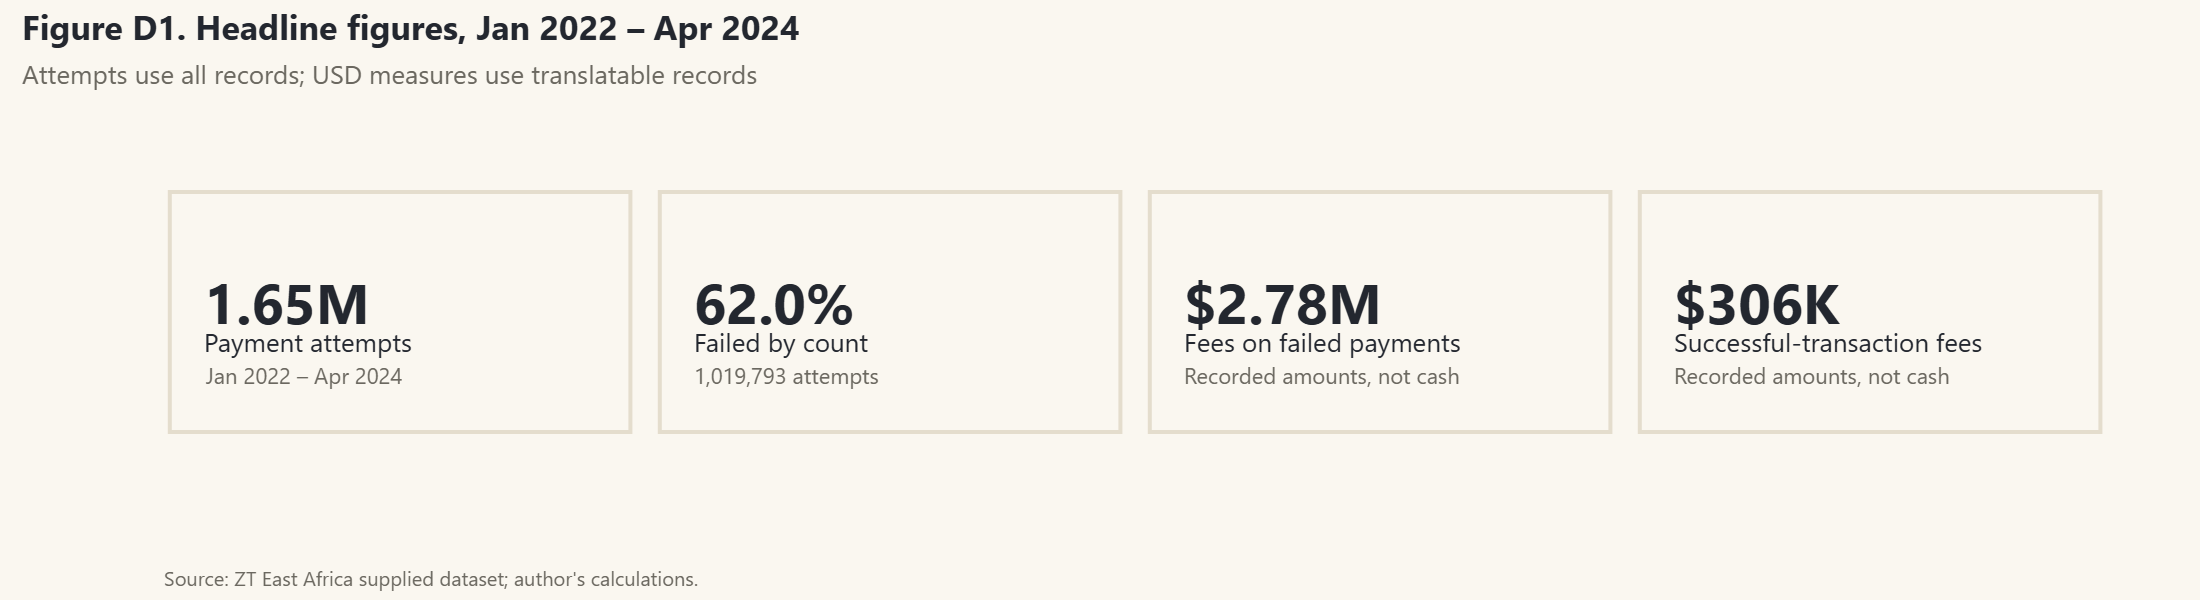 Figure D1. Headline figures, Jan 2022 – Apr 2024
Attempts use all records; USD measures use translatable records
1.65M
Payment attempts
Jan 2022 – Apr 2024
62.0%
Failed by count
1,019,793 attempts
$2.78M
Fees on failed payments
Recorded amounts, not cash
$306K
Successful-transaction fees
Recorded amounts, not cash
Source: ZT East Africa supplied dataset; author's calculations.